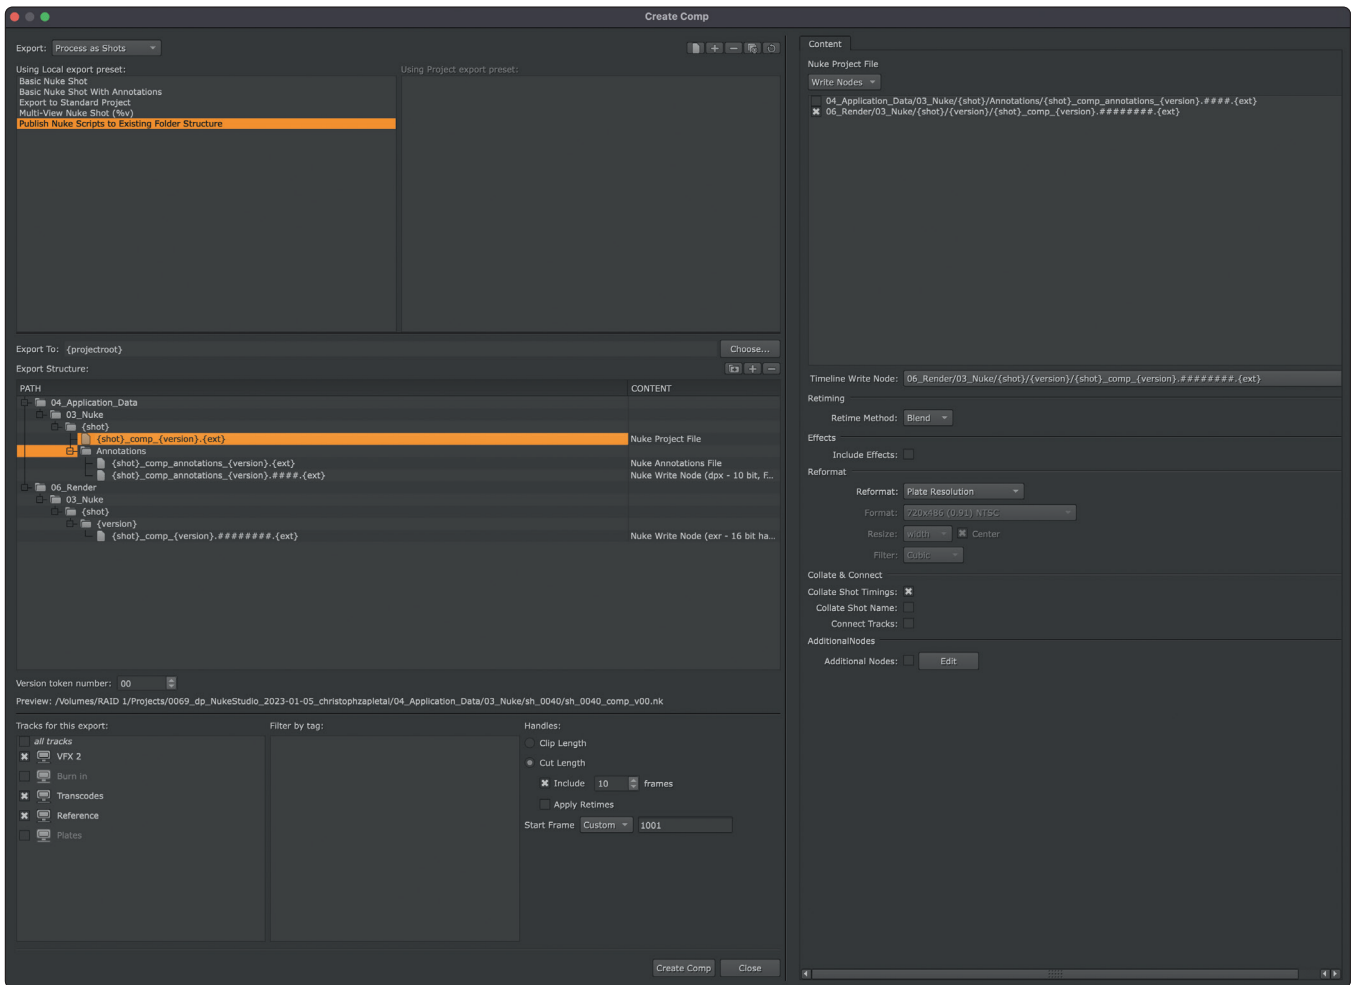 Create Comp
Export: Process as Shots
Using Local export preset:
Using Project export preset:
Basic Nuke Shot
Basic Nuke Shot With Annotations
Export to Standard Project
Multi-View Nuke Shot (%v)
Publish Nuke Scripts to Existing Folder Structure
Export To: {projectroot}
Choose...
Export Structure:
PATH CONTENT
04_Application_Data
03_Nuke
{shot}
{shot}_comp_{version}.{ext} Nuke Project File
Annotations
{shot}_comp_annotations_{version}.{ext} Nuke Annotations File
{shot}_comp_annotations_{version}.####.{ext} Nuke Write Node (dpx - 10 bit, F...
06_Render
03_Nuke
{shot}
{version}
{shot}_comp_{version}.########.{ext} Nuke Write Node (exr - 16 bit ha...
Version token number: 00
Preview: /Volumes/RAID 1/Projects/0069_dp_NukeStudio_2023-01-05_christophzapletal/04_Application_Data/03_Nuke/sh_0040/sh_0040_comp_v00.nk
Tracks for this export:
all tracks
VFX 2
Burn in
Transcodes
Reference
Plates
Filter by tag:
Handles:
Clip Length
Cut Length
Include 10 frames
Apply Retimes
Start Frame Custom 1001
Create Comp Close
Content
Nuke Project File
Write Nodes
04_Application_Data/03_Nuke/{shot}/Annotations/{shot}_comp_annotations_{version}.####.{ext}
06_Render/03_Nuke/{shot}/{version}/{shot}_comp_{version}.########.{ext}
Timeline Write Node: 06_Render/03_Nuke/{shot}/{version}/{shot}_comp_{version}.########.{ext}
Retiming
Retime Method: Blend
Effects
Include Effects:
Reformat
Reformat: Plate Resolution
Format: 720x486 (0.91) NTSC
Resize: Width Center
Filter: Cubic
Collate & Connect
Collate Shot Timings:
Collate Shot Name:
Connect Tracks:
AdditionalNodes
Additional Nodes: Edit